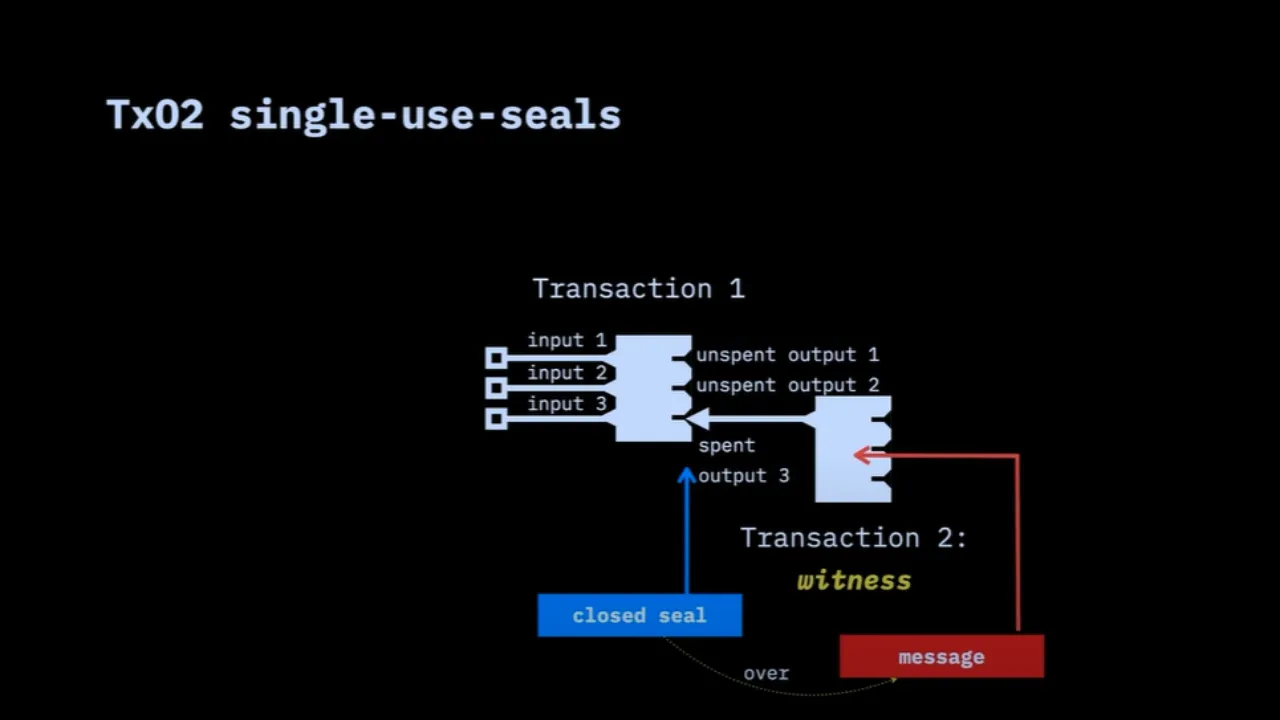 TxO2 single-use-seals
Transaction 1
input 1
input 2
input 3
unspent output 1
unspent output 2
spent
output 3
Transaction 2:
witness
closed seal
over
message